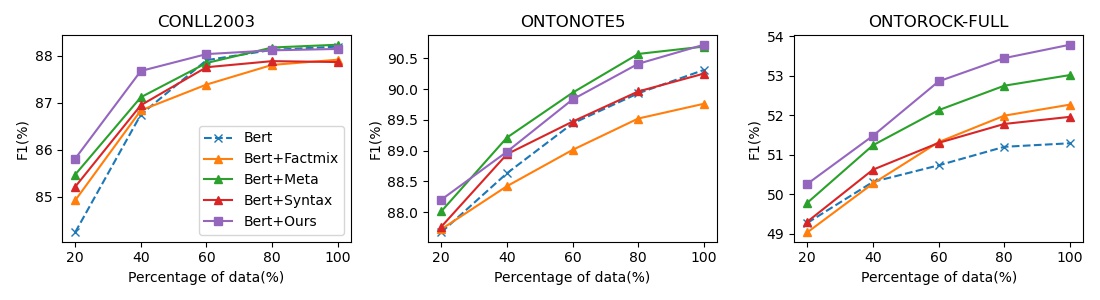 CONLL2003
F1(%)
88
87
86
85
20 40 60 80 100
Percentage of data(%)
Bert
Bert+Factmix
Bert+Meta
Bert+Syntax
Bert+Ours
ONTONOTE5
F1(%)
90.5
90.0
89.5
89.0
88.5
88.0
20 40 60 80 100
Percentage of data(%)
ONTOROCK-FULL
F1(%)
54
53
52
51
50
49
20 40 60 80 100
Percentage of data(%)